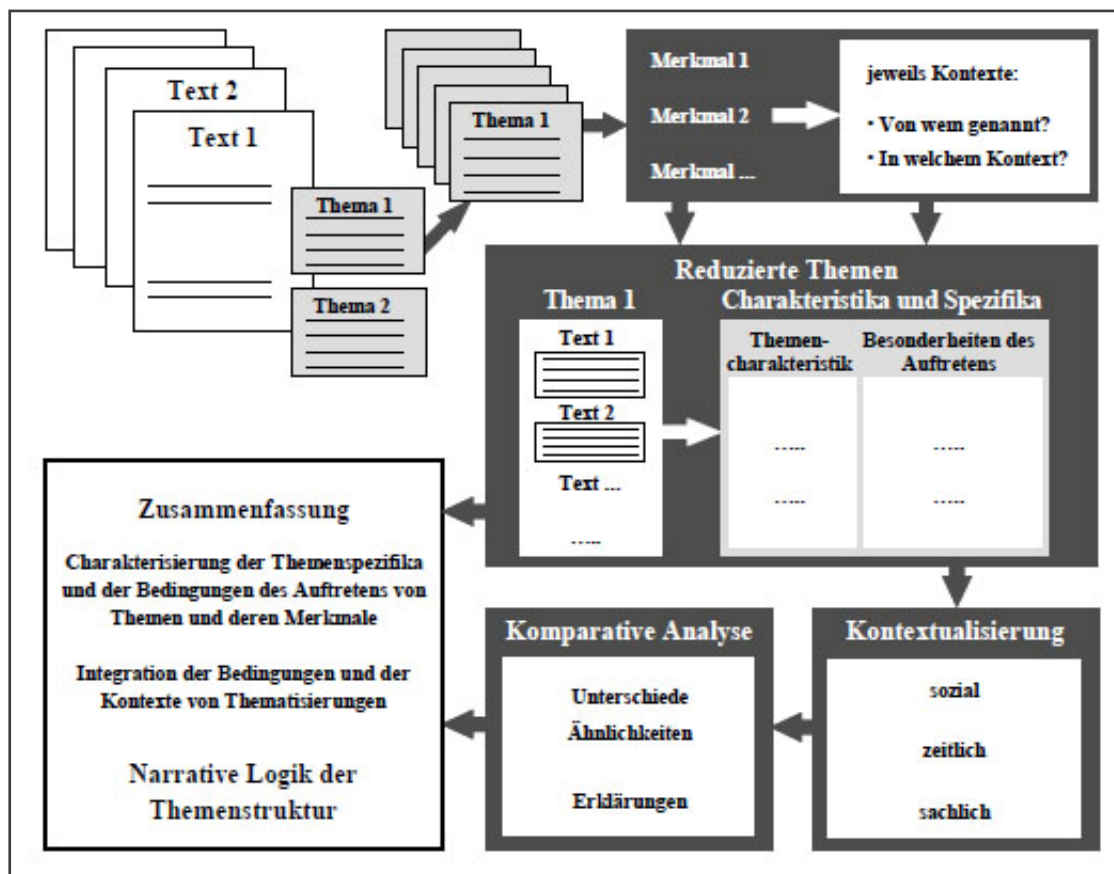 Text 2
Text 1
Thema 1
Thema 2
Thema 1
Merkmal 1
Merkmal 2
Merkmal ...
jeweils Kontexte:
• Von wem genannt?
• In welchem Kontext?
Reduzierte Themen
Thema 1
Charakteristika und Spezifika
Text 1
Text 2
Text ...
.....
Themen-
charakteristik
Besonderheiten des
Auftretens
.....
.....
.....
.....
Zusammenfassung
Charakterisierung der Themenspezifika
und der Bedingungen des Auftretens von
Themen und deren Merkmale
Integration der Bedingungen und der
Kontexte von Thematisierungen
Narrative Logik der
Themenstruktur
Komparative Analyse
Unterschiede
Ähnlichkeiten
Erklärungen
Kontextualisierung
sozial
zeitlich
sachlich